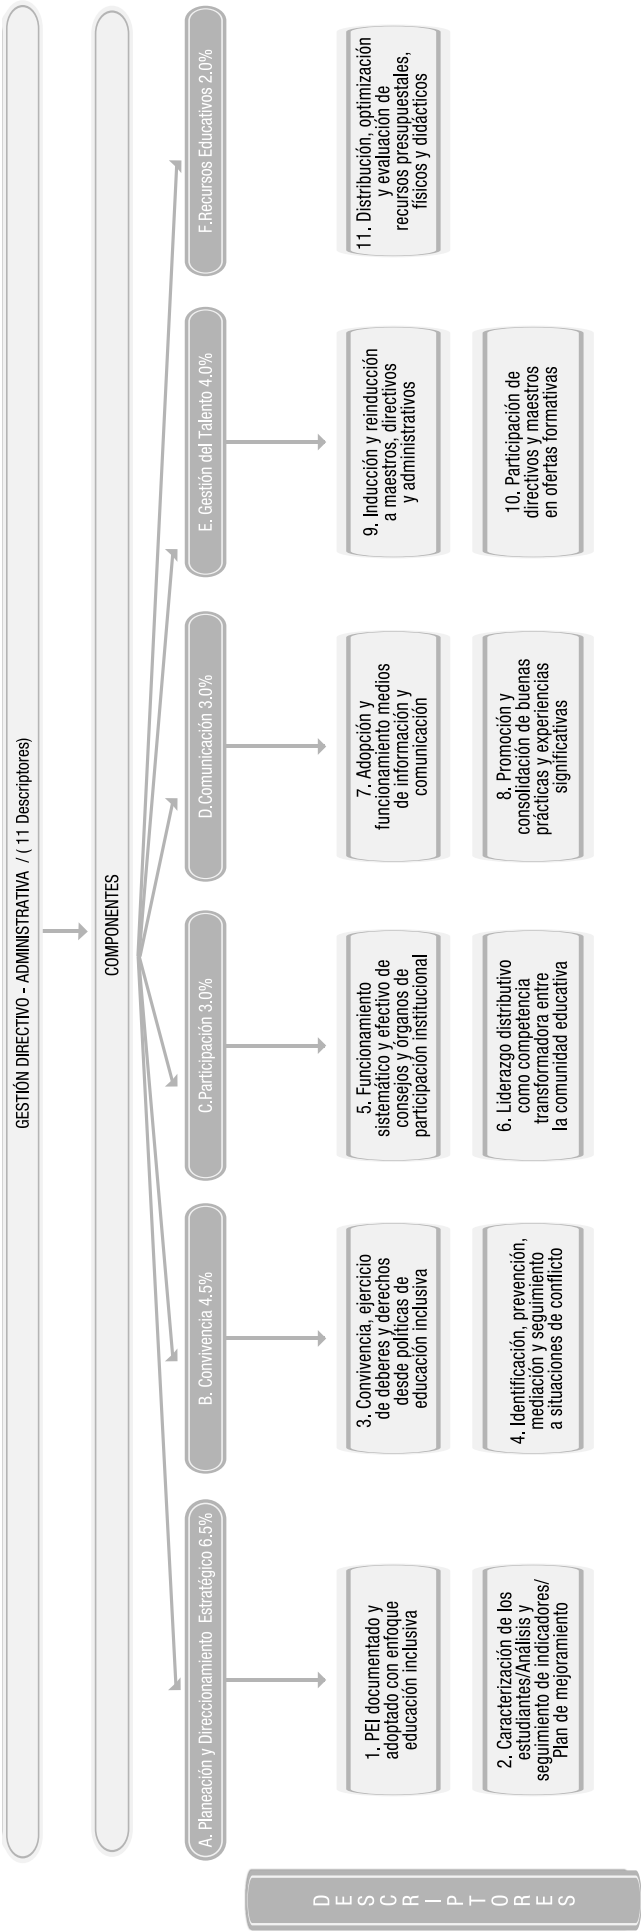 GESTIÓN DIRECTIVO - ADMINISTRATIVA / ( 11 Descriptores)
COMPONENTES
A. Planeación y Direccionamiento Estratégico 6.5%
B. Convivencia 4.5%
C.Participación 3.0%
D.Comunicación 3.0%
E. Gestión del Talento 4.0%
F.Recursos Educativos 2.0%
DESCRIPTORES
1. PEI documentado y
adoptado con enfoque
educación inclusiva
2. Caracterización de los
estudiantes/Análisis y
seguimiento de indicadores/
Plan de mejoramiento
3. Convivencia, ejercicio
de deberes y derechos
desde políticas de
educación inclusiva
4. Identificación, prevención,
mediación y seguimiento
a situaciones de conflicto
5. Funcionamiento
sistemático y efectivo de
consejos y órganos de
participación institucional
6. Liderazgo distributivo
como competencia
transformadora entre
la comunidad educativa
7. Adopción y
funcionamiento medios
de información y
comunicación
8. Promoción y
consolidación de buenas
prácticas y experiencias
significativas
9. Inducción y reinducción
a maestros, directivos
y administrativos
10. Participación de
directivos y maestros
en ofertas formativas
11. Distribución, optimización
y evaluación de
recursos presupuestales,
físicos y didácticos